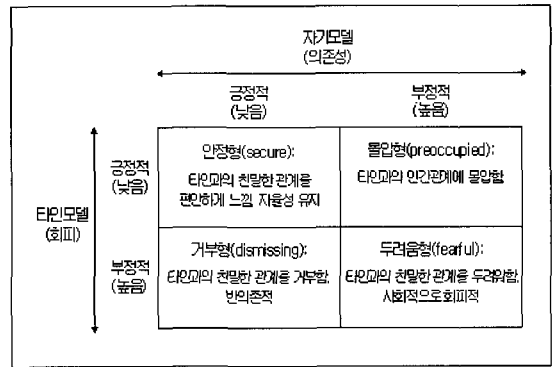 자기모델
(의존성)
긍정적
(낮음)
부정적
(높음)
타인모델
(회피)
긍정적
(낮음)
안정형(secure):
타인과의 친밀한 관계를
편안하게 느낌, 자율성 유지
몰입형(preoccupied):
타인과의 인간관계에 몰입함
부정적
(높음)
거부형(dismissing):
타인과의 친밀한 관계를 거부함,
반의존적
두려움형(fearful):
타인과의 친밀한 관계를 두려워함,
사회적으로 회피적